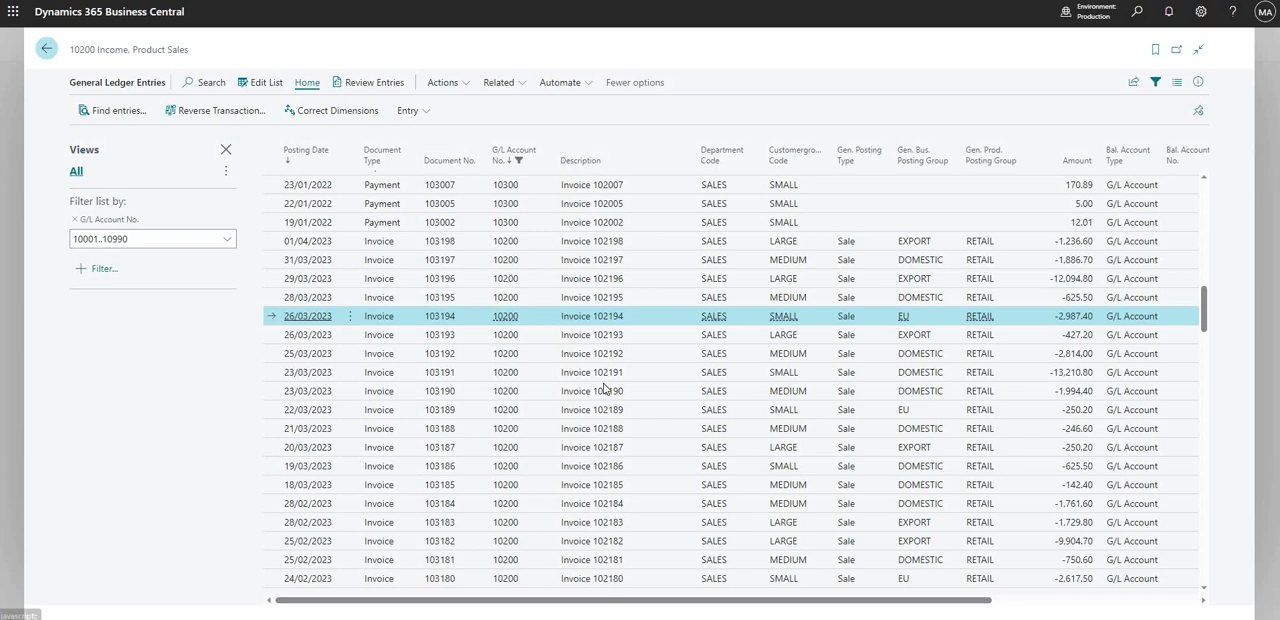 Dynamics 365 Business Central
Environment:
Production
MA
10200 Income, Product Sales
General Ledger Entries Search Edit List Home Review Entries Actions Related Automate Fewer options
Find entries... Reverse Transaction... Correct Dimensions Entry
Views
All
Filter list by:
× G/L Account No.
10001..10990
+ Filter...
Posting Date Document Type Document No. G/L Account No. Description Department Code Customergro... Code Gen. Posting Type Gen. Bus. Posting Group Gen. Prod. Posting Group Amount Bal. Account Type Bal. Account No.
23/01/2022 Payment 103007 10300 Invoice 102007 SALES SMALL 170.89 G/L Account
22/01/2022 Payment 103005 10300 Invoice 102005 SALES SMALL 5.00 G/L Account
19/01/2022 Payment 103002 10300 Invoice 102002 SALES SMALL 12.01 G/L Account
01/04/2023 Invoice 103198 10200 Invoice 102198 SALES LARGE Sale EXPORT RETAIL -1,236.60 G/L Account
31/03/2023 Invoice 103197 10200 Invoice 102197 SALES MEDIUM Sale DOMESTIC RETAIL -1,886.70 G/L Account
29/03/2023 Invoice 103196 10200 Invoice 102196 SALES LARGE Sale EXPORT RETAIL -12,094.80 G/L Account
28/03/2023 Invoice 103195 10200 Invoice 102195 SALES MEDIUM Sale DOMESTIC RETAIL -625.50 G/L Account
26/03/2023 Invoice 103194 10200 Invoice 102194 SALES SMALL Sale EU RETAIL -2,987.40 G/L Account
26/03/2023 Invoice 103193 10200 Invoice 102193 SALES LARGE Sale EXPORT RETAIL -427.20 G/L Account
25/03/2023 Invoice 103192 10200 Invoice 102192 SALES MEDIUM Sale DOMESTIC RETAIL -2,814.00 G/L Account
23/03/2023 Invoice 103191 10200 Invoice 102191 SALES SMALL Sale DOMESTIC RETAIL -13,210.80 G/L Account
23/03/2023 Invoice 103190 10200 Invoice 102190 SALES MEDIUM Sale DOMESTIC RETAIL -1,994.40 G/L Account
22/03/2023 Invoice 103189 10200 Invoice 102189 SALES SMALL Sale EU RETAIL -250.20 G/L Account
21/03/2023 Invoice 103188 10200 Invoice 102188 SALES MEDIUM Sale DOMESTIC RETAIL -246.60 G/L Account
20/03/2023 Invoice 103187 10200 Invoice 102187 SALES LARGE Sale EXPORT RETAIL -250.20 G/L Account
19/03/2023 Invoice 103186 10200 Invoice 102186 SALES SMALL Sale DOMESTIC RETAIL -625.50 G/L Account
18/03/2023 Invoice 103185 10200 Invoice 102185 SALES MEDIUM Sale DOMESTIC RETAIL -142.40 G/L Account
28/02/2023 Invoice 103184 10200 Invoice 102184 SALES MEDIUM Sale DOMESTIC RETAIL -1,761.60 G/L Account
28/02/2023 Invoice 103183 10200 Invoice 102183 SALES LARGE Sale EXPORT RETAIL -1,729.80 G/L Account
25/02/2023 Invoice 103182 10200 Invoice 102182 SALES LARGE Sale EXPORT RETAIL -9,904.70 G/L Account
25/02/2023 Invoice 103181 10200 Invoice 102181 SALES MEDIUM Sale DOMESTIC RETAIL -750.60 G/L Account
24/02/2023 Invoice 103180 10200 Invoice 102180 SALES SMALL Sale EU RETAIL -2,617.50 G/L Account